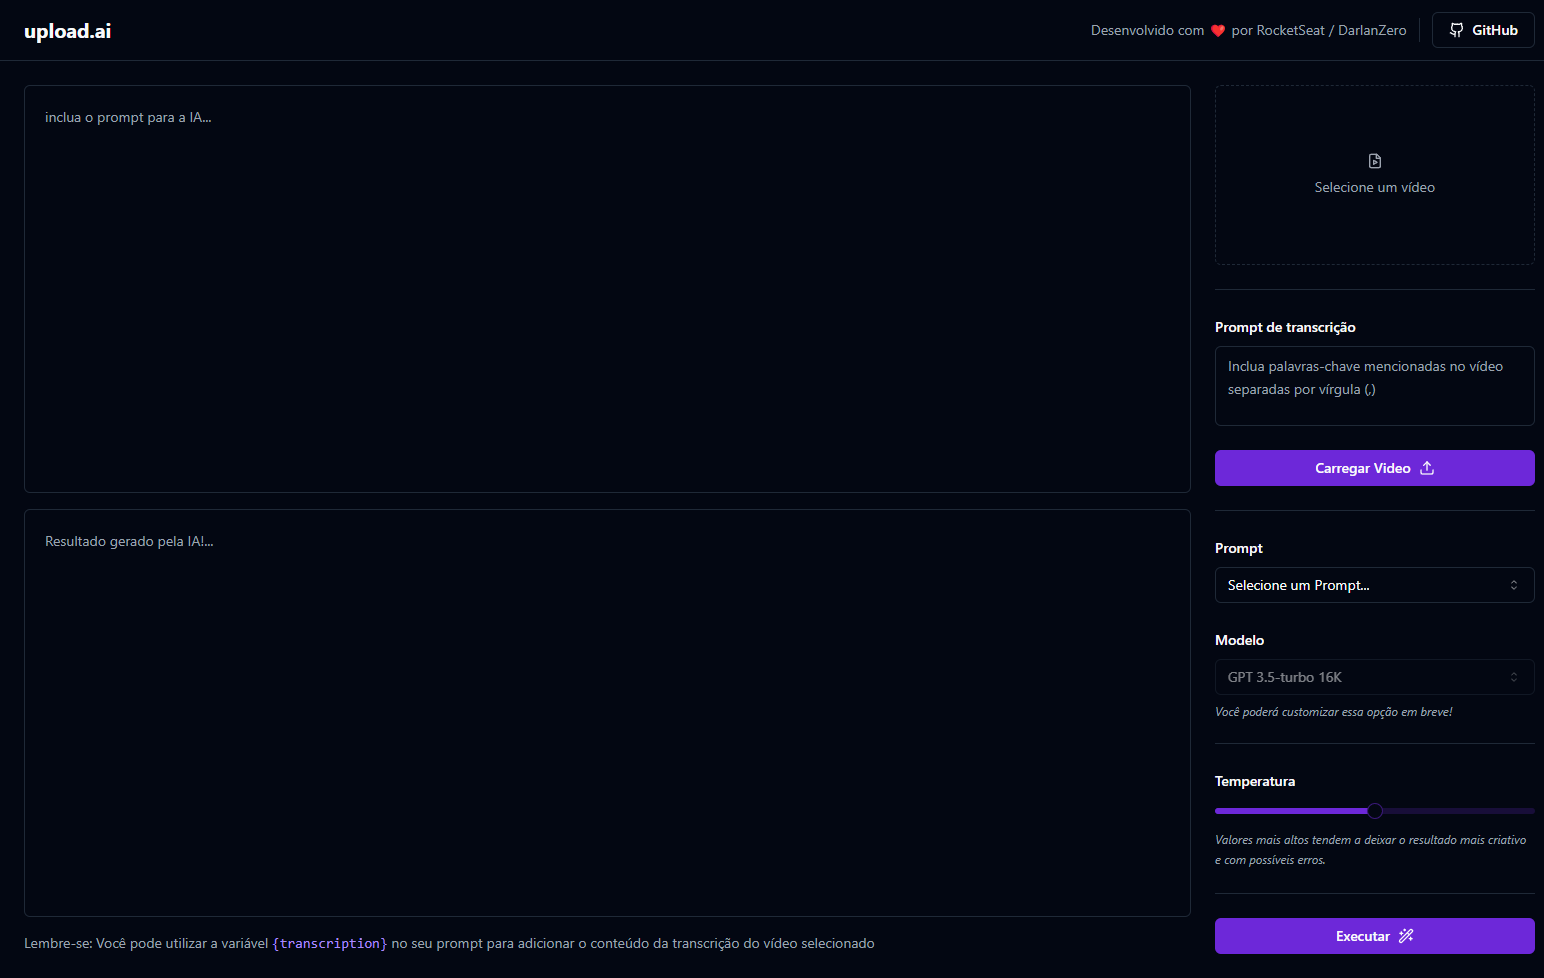 upload.ai
Desenvolvido com ❤️ por RocketSeat / DarlanZero
GitHub
inclua o prompt para a IA...
Resultado gerado pela IA!...
Lembre-se: Você pode utilizar a variável {transcription} no seu prompt para adicionar o conteúdo da transcrição do vídeo selecionado
Selecione um vídeo
Prompt de transcrição
Inclua palavras-chave mencionadas no vídeo
separadas por vírgula (,)
Carregar Video
Prompt
Selecione um Prompt...
Modelo
GPT 3.5-turbo 16K
Você poderá customizar essa opção em breve!
Temperatura
Valores mais altos tendem a deixar o resultado mais criativo
e com possíveis erros.
Executar